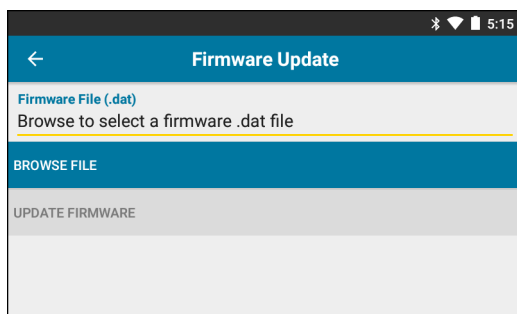 5:15
Firmware Update
Firmware File (.dat)
Browse to select a firmware .dat file
BROWSE FILE
UPDATE FIRMWARE